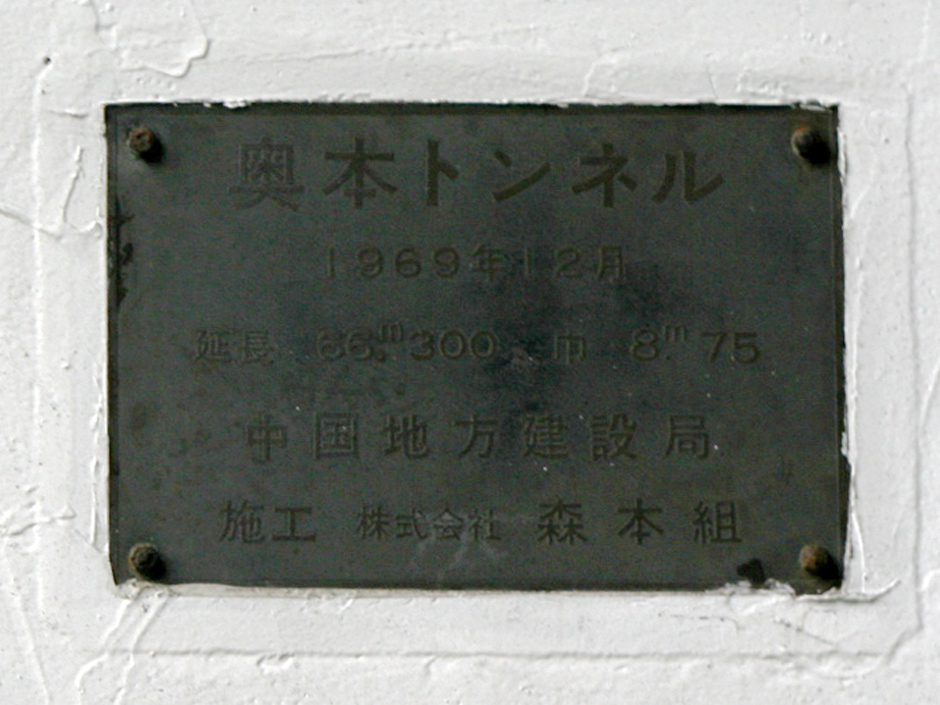 奥本トンネル
1969年12月
延長 66.m300 巾 8.m75
中国地方建設局
施工 株式会社 森本組